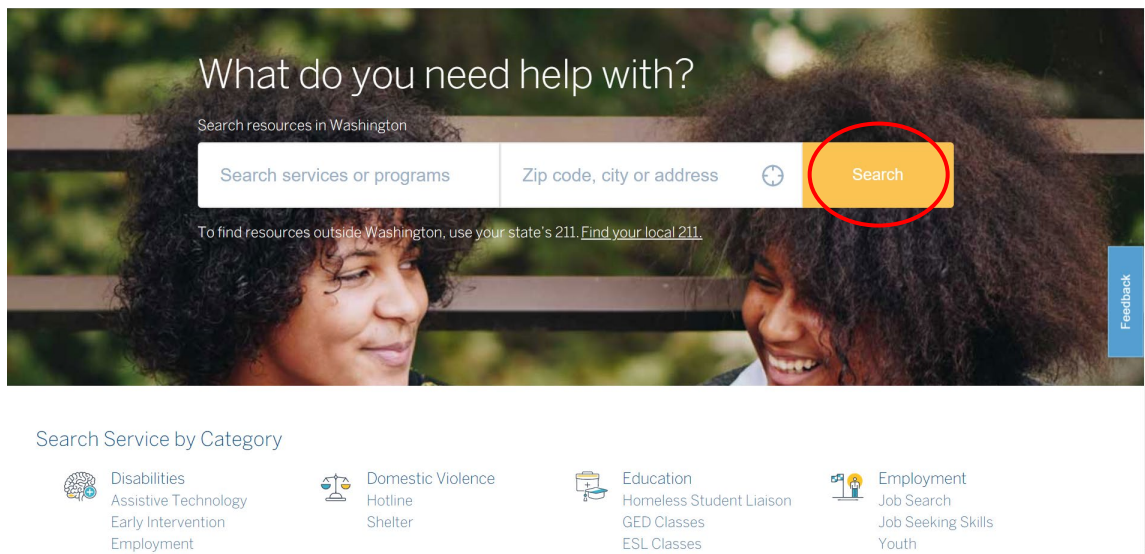 What do you need help with?
Search resources in Washington
Search services or programs
Zip code, city or address
Search
To find resources outside Washington, use your state's 211. Find your local 211.
Feedback
Search Service by Category
Disabilities
Assistive Technology
Early Intervention
Employment
Domestic Violence
Hotline
Shelter
Education
Homeless Student Liaison
GED Classes
ESL Classes
Employment
Job Search
Job Seeking Skills
Youth